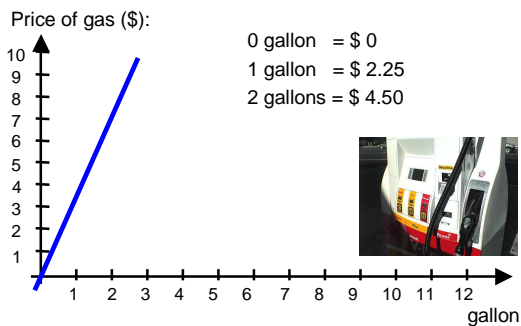 Price of gas ($):
0 gallon = $ 0
1 gallon = $ 2.25
2 gallons = $ 4.50
10
9
8
7
6
5
4
3
2
1
1 2 3 4 5 6 7 8 9 10 11 12
gallon